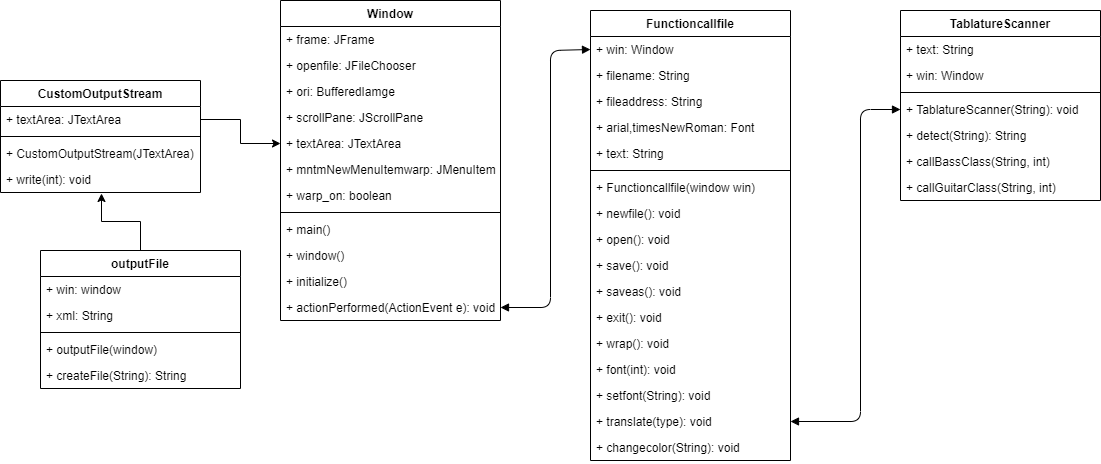 CustomOutputStream
+ textArea: JTextArea
+ CustomOutputStream(JTextArea)
+ write(int): void
outputFile
+ win: window
+ xml: String
+ outputFile(window)
+ createFile(String): String
Window
+ frame: JFrame
+ openfile: JFileChooser
+ ori: BufferedIamge
+ scrollPane: JScrollPane
+ textArea: JTextArea
+ mntmNewMenuItemwarp: JMenuItem
+ warp_on: boolean
+ main()
+ window()
+ initialize()
+ actionPerformed(ActionEvent e): void
Functioncallfile
+ win: Window
+ filename: String
+ fileaddress: String
+ arial,timesNewRoman: Font
+ text: String
+ Functioncallfile(window win)
+ newfile(): void
+ open(): void
+ save(): void
+ saveas(): void
+ exit(): void
+ wrap(): void
+ font(int): void
+ setfont(String): void
+ translate(type): void
+ changecolor(String): void
TablatureScanner
+ text: String
+ win: Window
+ TablatureScanner(String): void
+ detect(String): String
+ callBassClass(String, int)
+ callGuitarClass(String, int)